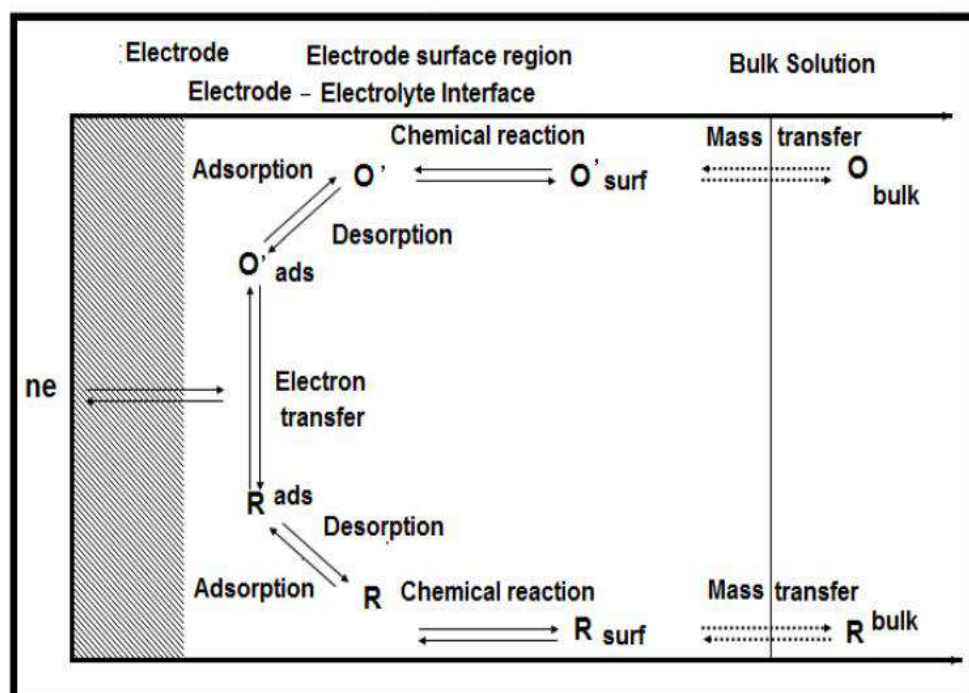 Electrode
Electrode surface region
Bulk Solution
Electrode – Electrolyte Interface
Chemical reaction
Mass transfer
Adsorption
O'
O'surf
O bulk
Desorption
O'ads
ne
Electron
transfer
R ads
Desorption
Adsorption
R
Chemical reaction
Mass transfer
R surf
R bulk